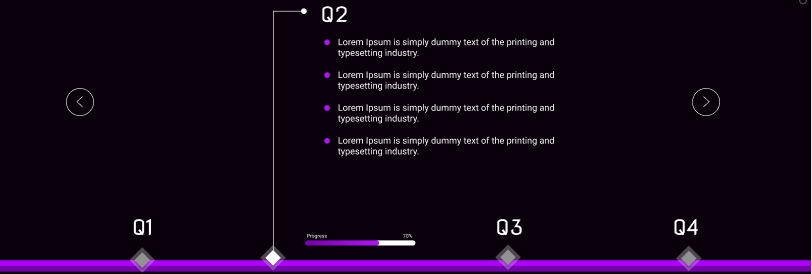 Q2
Lorem Ipsum is simply dummy text of the printing and
typesetting industry.
Lorem Ipsum is simply dummy text of the printing and
typesetting industry.
Lorem Ipsum is simply dummy text of the printing and
typesetting industry.
Lorem Ipsum is simply dummy text of the printing and
typesetting industry.
Q1
Progress 70%
Q3
Q4